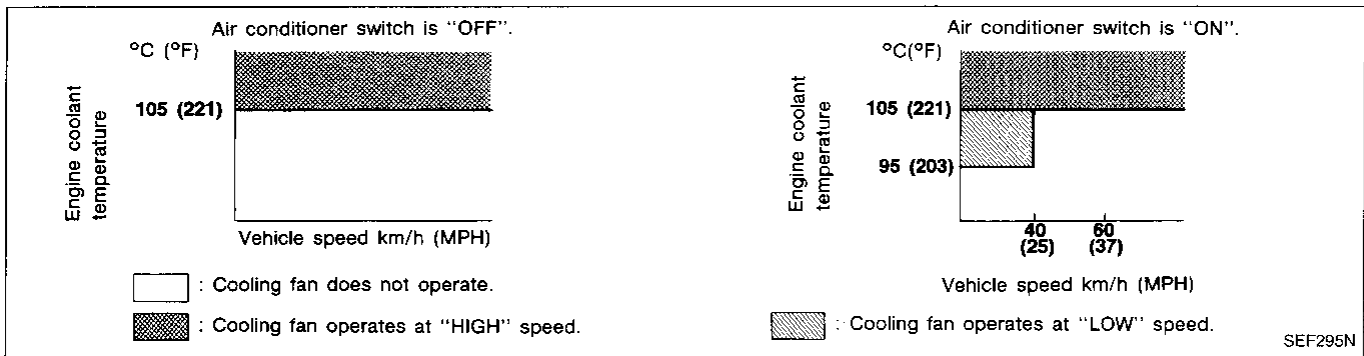 Air conditioner switch is "OFF".
°C (°F)
105 (221)
Engine coolant
temperature
Vehicle speed km/h (MPH)
: Cooling fan does not operate.
: Cooling fan operates at "HIGH" speed.
Air conditioner switch is "ON".
°C(°F)
105 (221)
95 (203)
Engine coolant
temperature
40 60
(25) (37)
Vehicle speed km/h (MPH)
: Cooling fan operates at "LOW" speed.
SEF295N